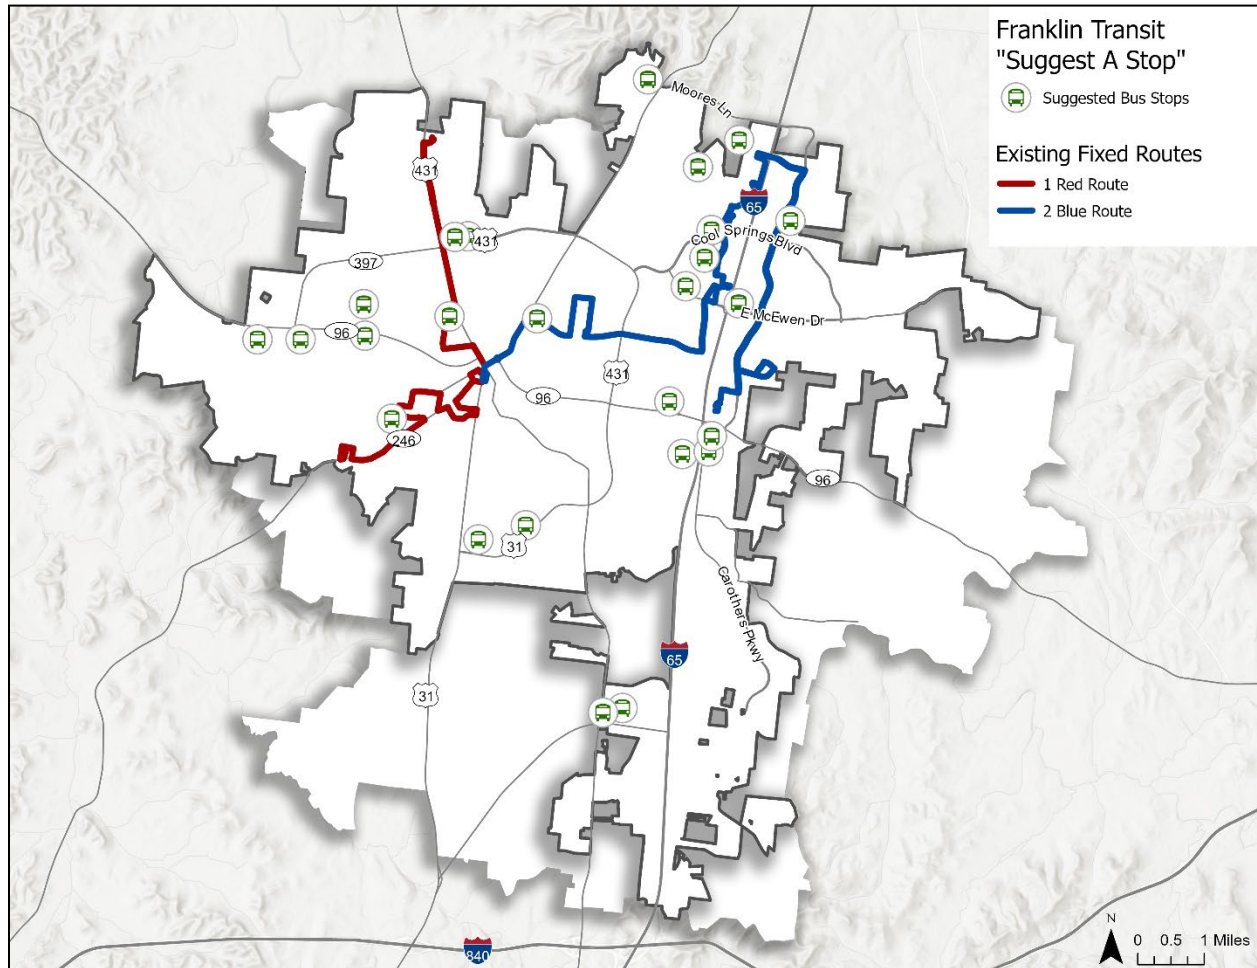 Franklin Transit
"Suggest A Stop"
Suggested Bus Stops
Existing Fixed Routes
1 Red Route
2 Blue Route
Moores Ln
431
65
431
Cool Springs Blvd
397
E McEwen Dr
96
431
96
246
96
31
Carothers Pkwy
65
31
N
0 0.5 1 Miles
840